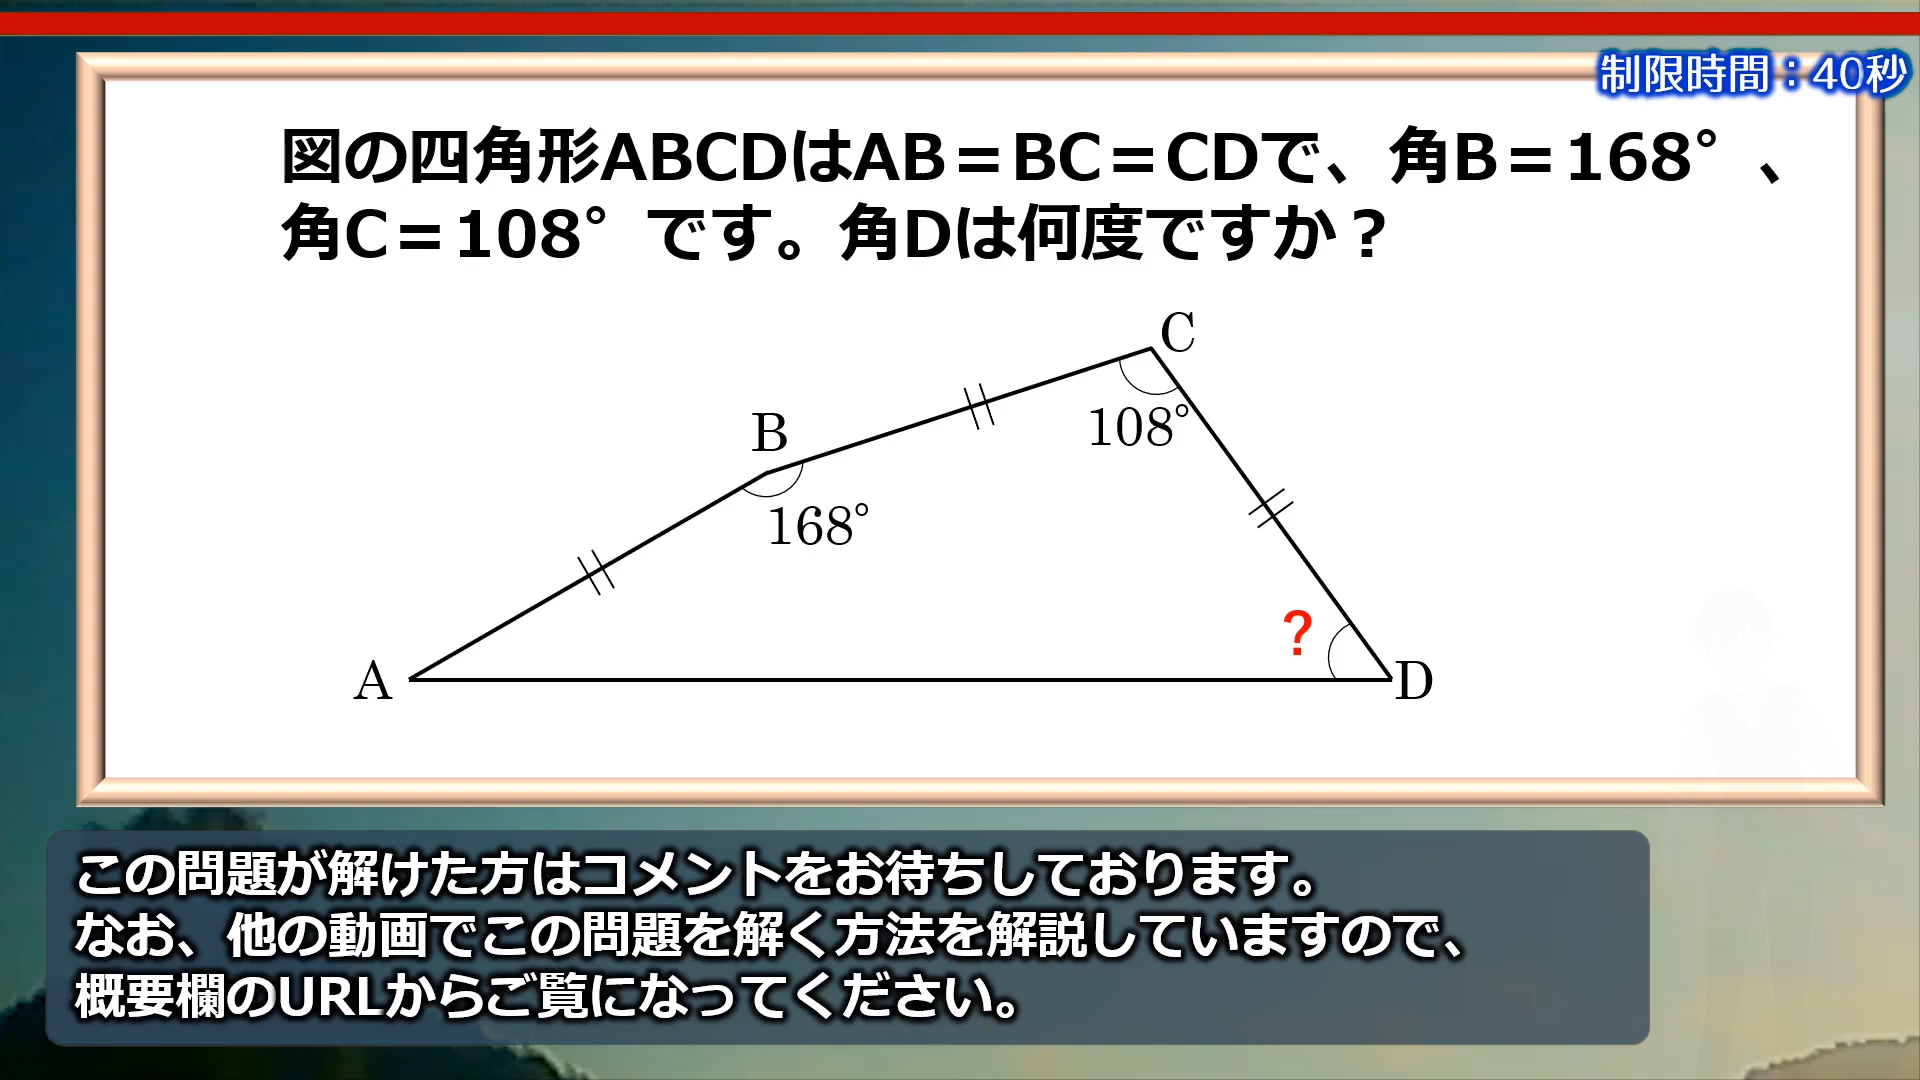 制限時間：40秒
図の四角形ABCDはAB＝BC＝CDで、角B＝168°、
角C＝108°です。角Dは何度ですか？
C
108°
B
168°
?
A
D
この問題が解けた方はコメントをお待ちしております。
なお、他の動画でこの問題を解く方法を解説していますので、
概要欄のURLからご覧になってください。